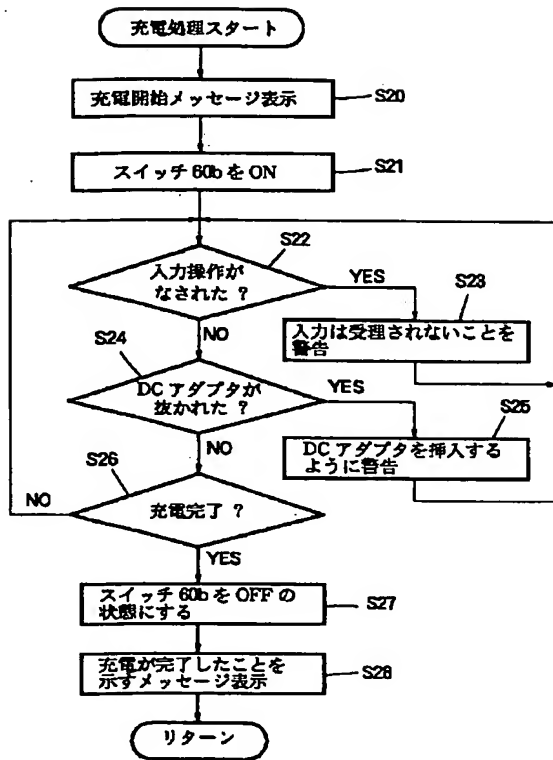 充電処理スタート
充電開始メッセージ表示
S20
スイッチ 60b を ON
S21
S22
入力操作が
なされた ?
YES
S23
入力は受理されないことを
警告
NO
S24
DC アダプタが
抜かれた ?
YES
S25
DC アダプタを挿入する
ように警告
NO
S26
充電完了 ?
NO
YES
スイッチ 60b を OFF の
状態にする
S27
充電が完了したことを
示すメッセージ表示
S28
リターン